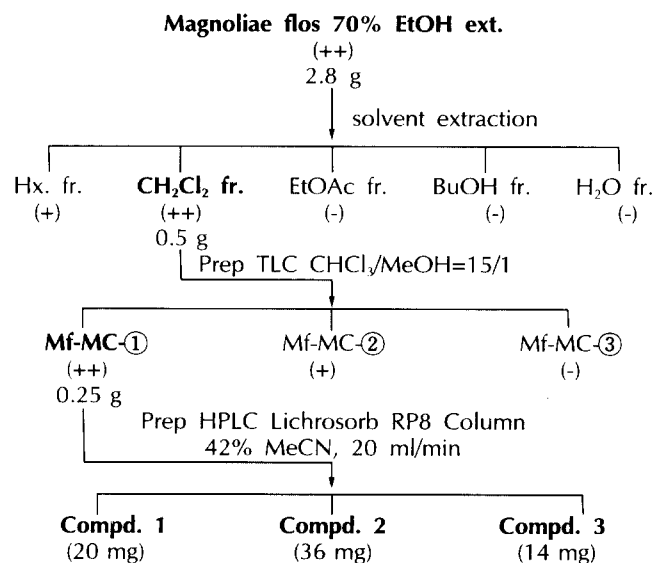 Magnoliae flos 70% EtOH ext.
(++)
2.8 g
solvent extraction
Hx. fr. CH₂Cl₂ fr. EtOAc fr. BuOH fr. H₂O fr.
(+) (++) (-) (-) (-)
0.5 g
Prep TLC CHCl₃/MeOH=15/1
Mf-MC-① Mf-MC-② Mf-MC-③
(++) (+) (-)
0.25 g
Prep HPLC Lichrosorb RP8 Column
42% MeCN, 20 ml/min
Compd. 1 Compd. 2 Compd. 3
(20 mg) (36 mg) (14 mg)